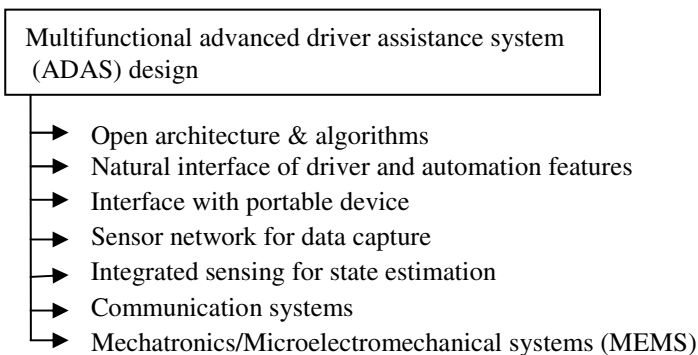 Multifunctional advanced driver assistance system
(ADAS) design
Open architecture & algorithms
Natural interface of driver and automation features
Interface with portable device
Sensor network for data capture
Integrated sensing for state estimation
Communication systems
Mechatronics/Microelectromechanical systems (MEMS)